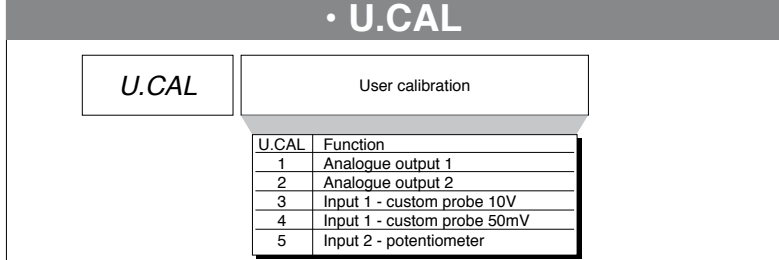 • U.CAL
U.CAL User calibration
U.CAL Function
1 Analogue output 1
2 Analogue output 2
3 Input 1 - custom probe 10V
4 Input 1 - custom probe 50mV
5 Input 2 - potentiometer